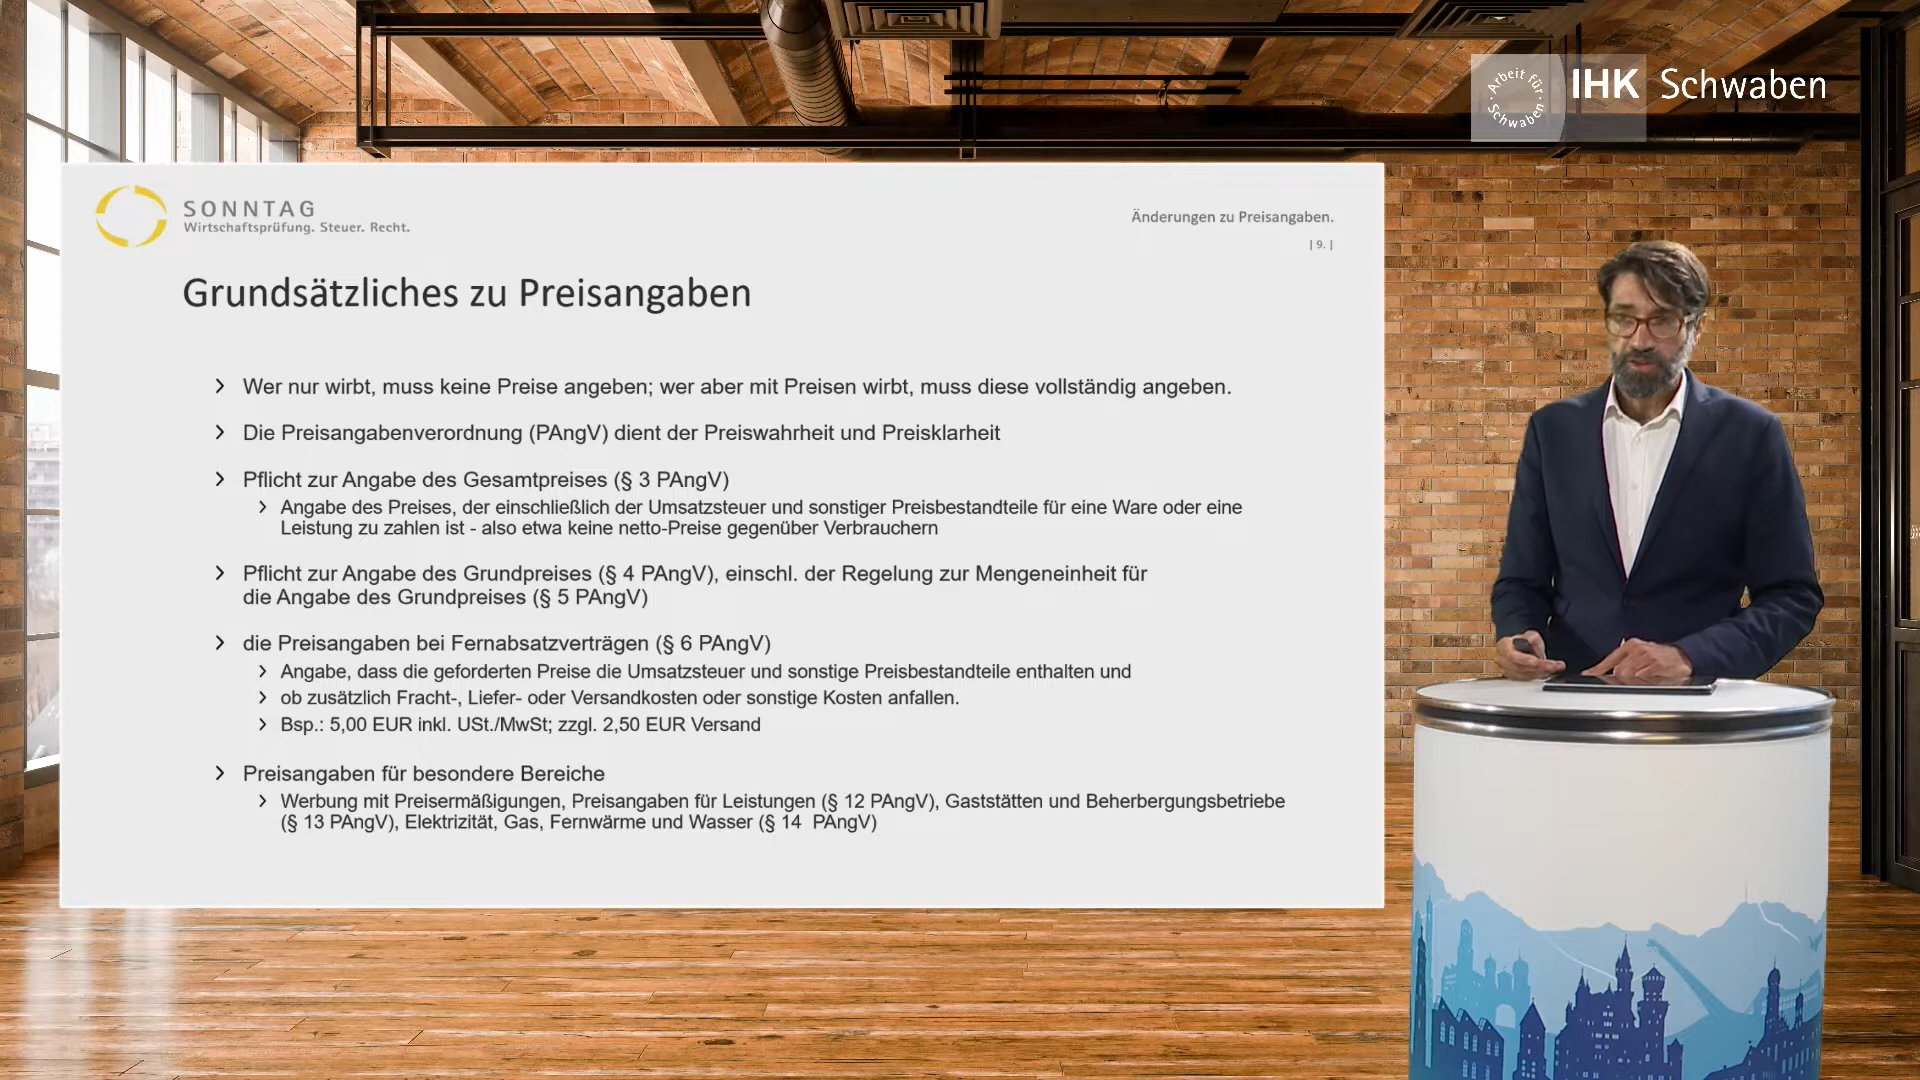 Arbeit für
Schwaben
IHK Schwaben
SONNTAG
Wirtschaftsprüfung. Steuer. Recht.
Änderungen zu Preisangaben.
| 9. |
Grundsätzliches zu Preisangaben
Wer nur wirbt, muss keine Preise angeben; wer aber mit Preisen wirbt, muss diese vollständig angeben.
Die Preisangabenverordnung (PAngV) dient der Preiswahrheit und Preisklarheit
Pflicht zur Angabe des Gesamtpreises (§ 3 PAngV)
Angabe des Preises, der einschließlich der Umsatzsteuer und sonstiger Preisbestandteile für eine Ware oder eine
Leistung zu zahlen ist - also etwa keine netto-Preise gegenüber Verbrauchern
Pflicht zur Angabe des Grundpreises (§ 4 PAngV), einschl. der Regelung zur Mengeneinheit für
die Angabe des Grundpreises (§ 5 PAngV)
die Preisangaben bei Fernabsatzverträgen (§ 6 PAngV)
Angabe, dass die geforderten Preise die Umsatzsteuer und sonstige Preisbestandteile enthalten und
ob zusätzlich Fracht-, Liefer- oder Versandkosten oder sonstige Kosten anfallen.
Bsp.: 5,00 EUR inkl. USt./MwSt; zzgl. 2,50 EUR Versand
Preisangaben für besondere Bereiche
Werbung mit Preisermäßigungen, Preisangaben für Leistungen (§ 12 PAngV), Gaststätten und Beherbergungsbetriebe
(§ 13 PAngV), Elektrizität, Gas, Fernwärme und Wasser (§ 14 PAngV)